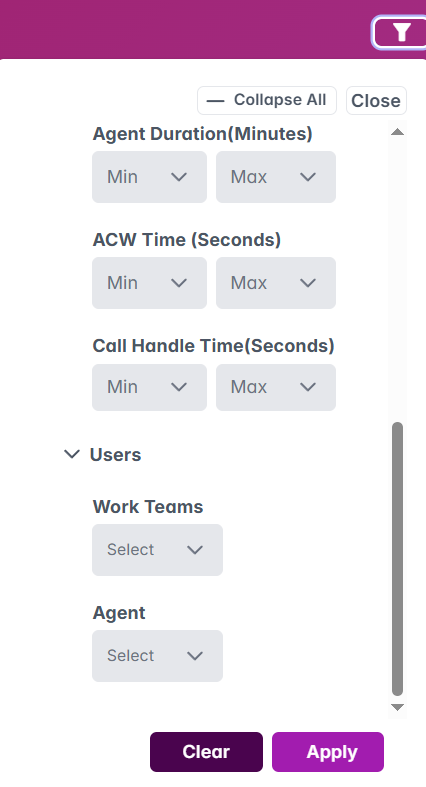 Collapse All Close
Agent Duration(Minutes)
Min Max
ACW Time (Seconds)
Min Max
Call Handle Time(Seconds)
Min Max
Users
Work Teams
Select
Agent
Select
Clear Apply